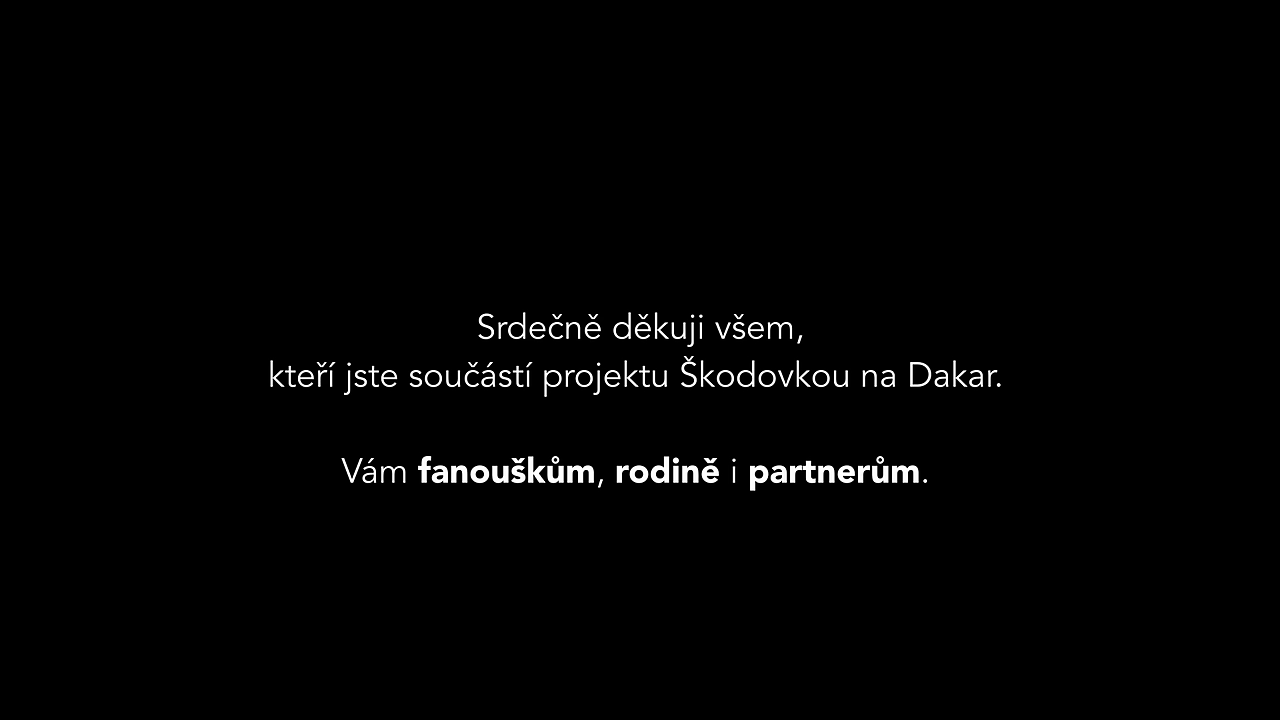 Srdečně děkuji všem,
kteří jste součástí projektu Škodovkou na Dakar.
Vám fanouškům, rodině i partnerům.